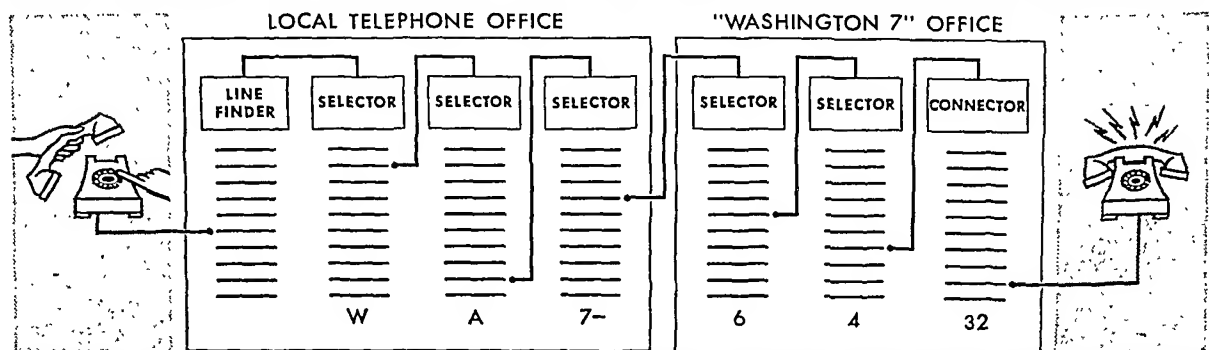 LOCAL TELEPHONE OFFICE
"WASHINGTON 7" OFFICE
LINE
FINDER
SELECTOR
SELECTOR
SELECTOR
SELECTOR
SELECTOR
CONNECTOR
W
A
7-
6
4
32